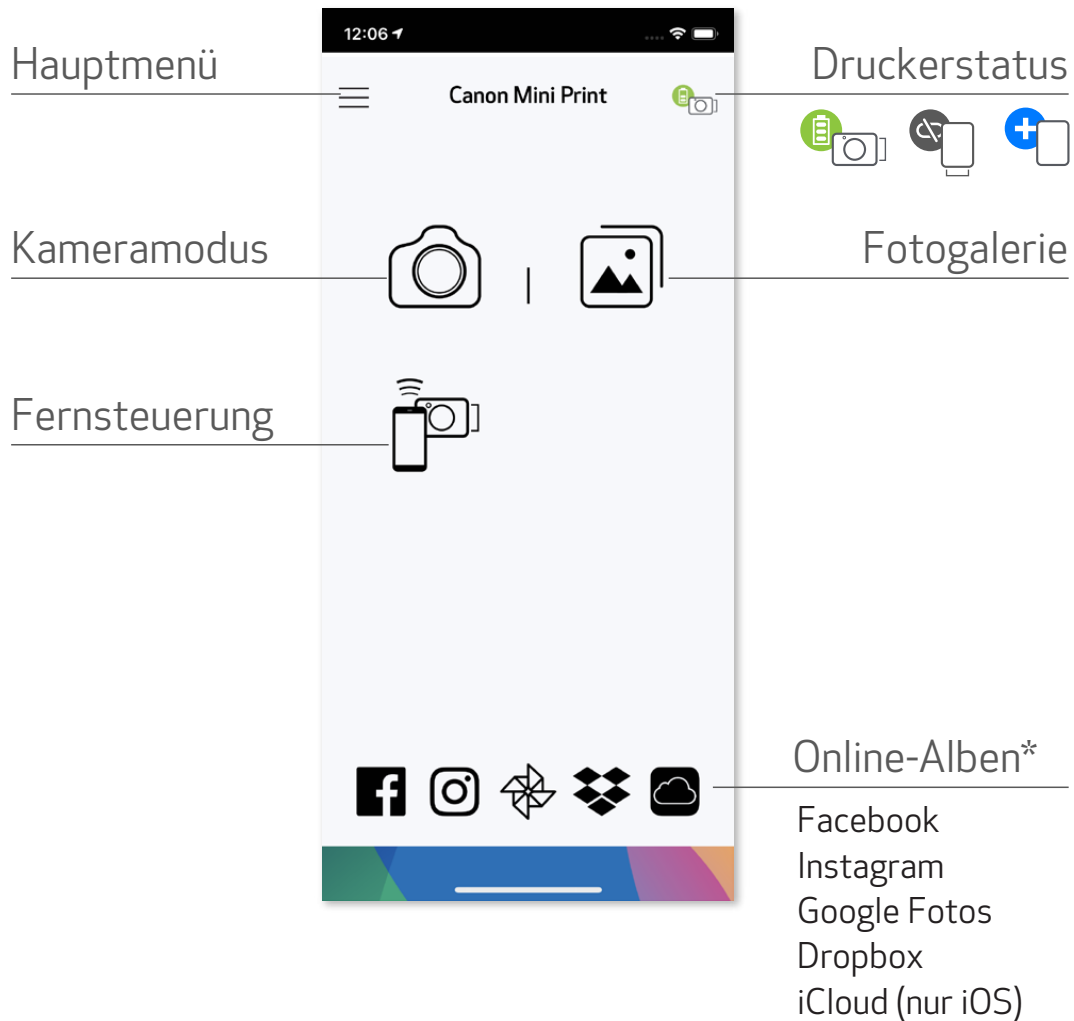 12:06
Hauptmenü
Canon Mini Print
Druckerstatus
Kameramodus
Fotogalerie
Fernsteuerung
Online-Alben*
Facebook
Instagram
Google Fotos
Dropbox
iCloud (nur iOS)